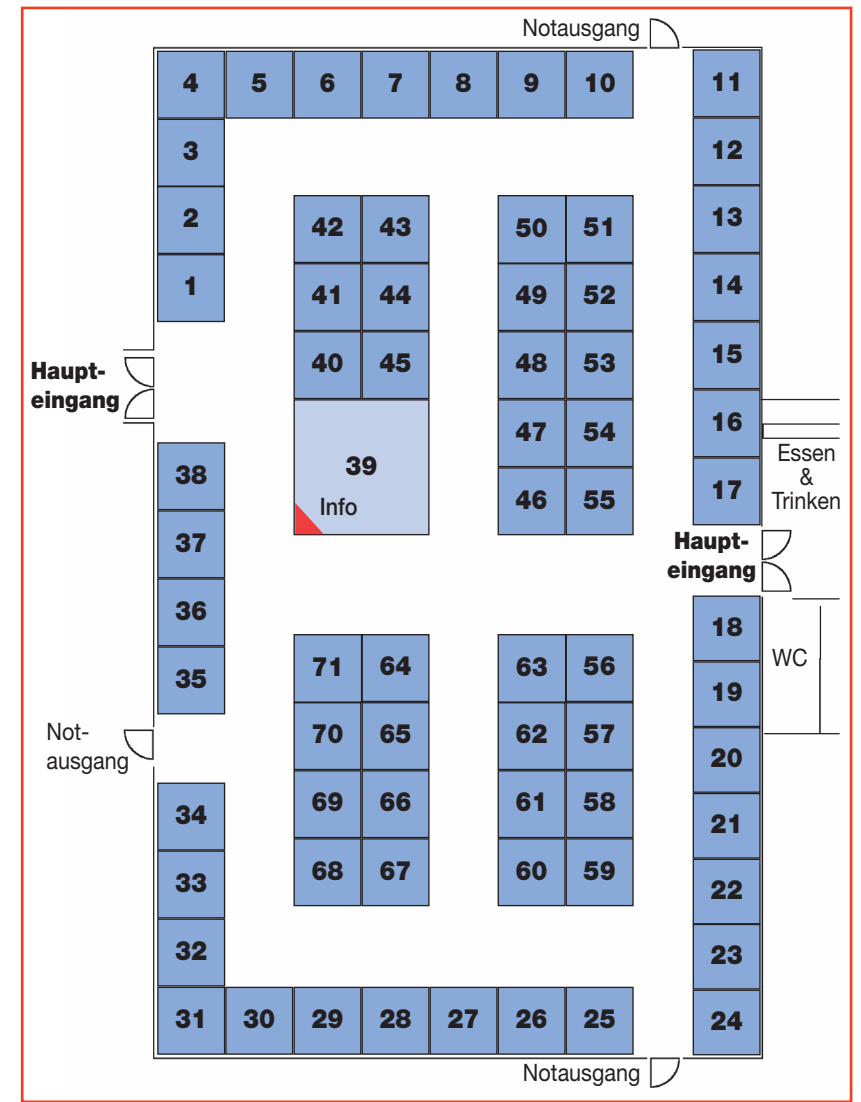 Notausgang
4 5 6 7 8 9 10 11
3 12
2 42 43 50 51 13
1 41 44 49 52 14
Haupt-
eingang
40 45 48 53 15
47 54 16
39
Info
Essen
&
Trinken
38 46 55 17
37
Haupt-
eingang
36 18
WC
35 71 64 63 56 19
Not-
ausgang
70 65 62 57 20
34 69 66 61 58 21
33 68 67 60 59 22
32 23
31 30 29 28 27 26 25 24
Notausgang